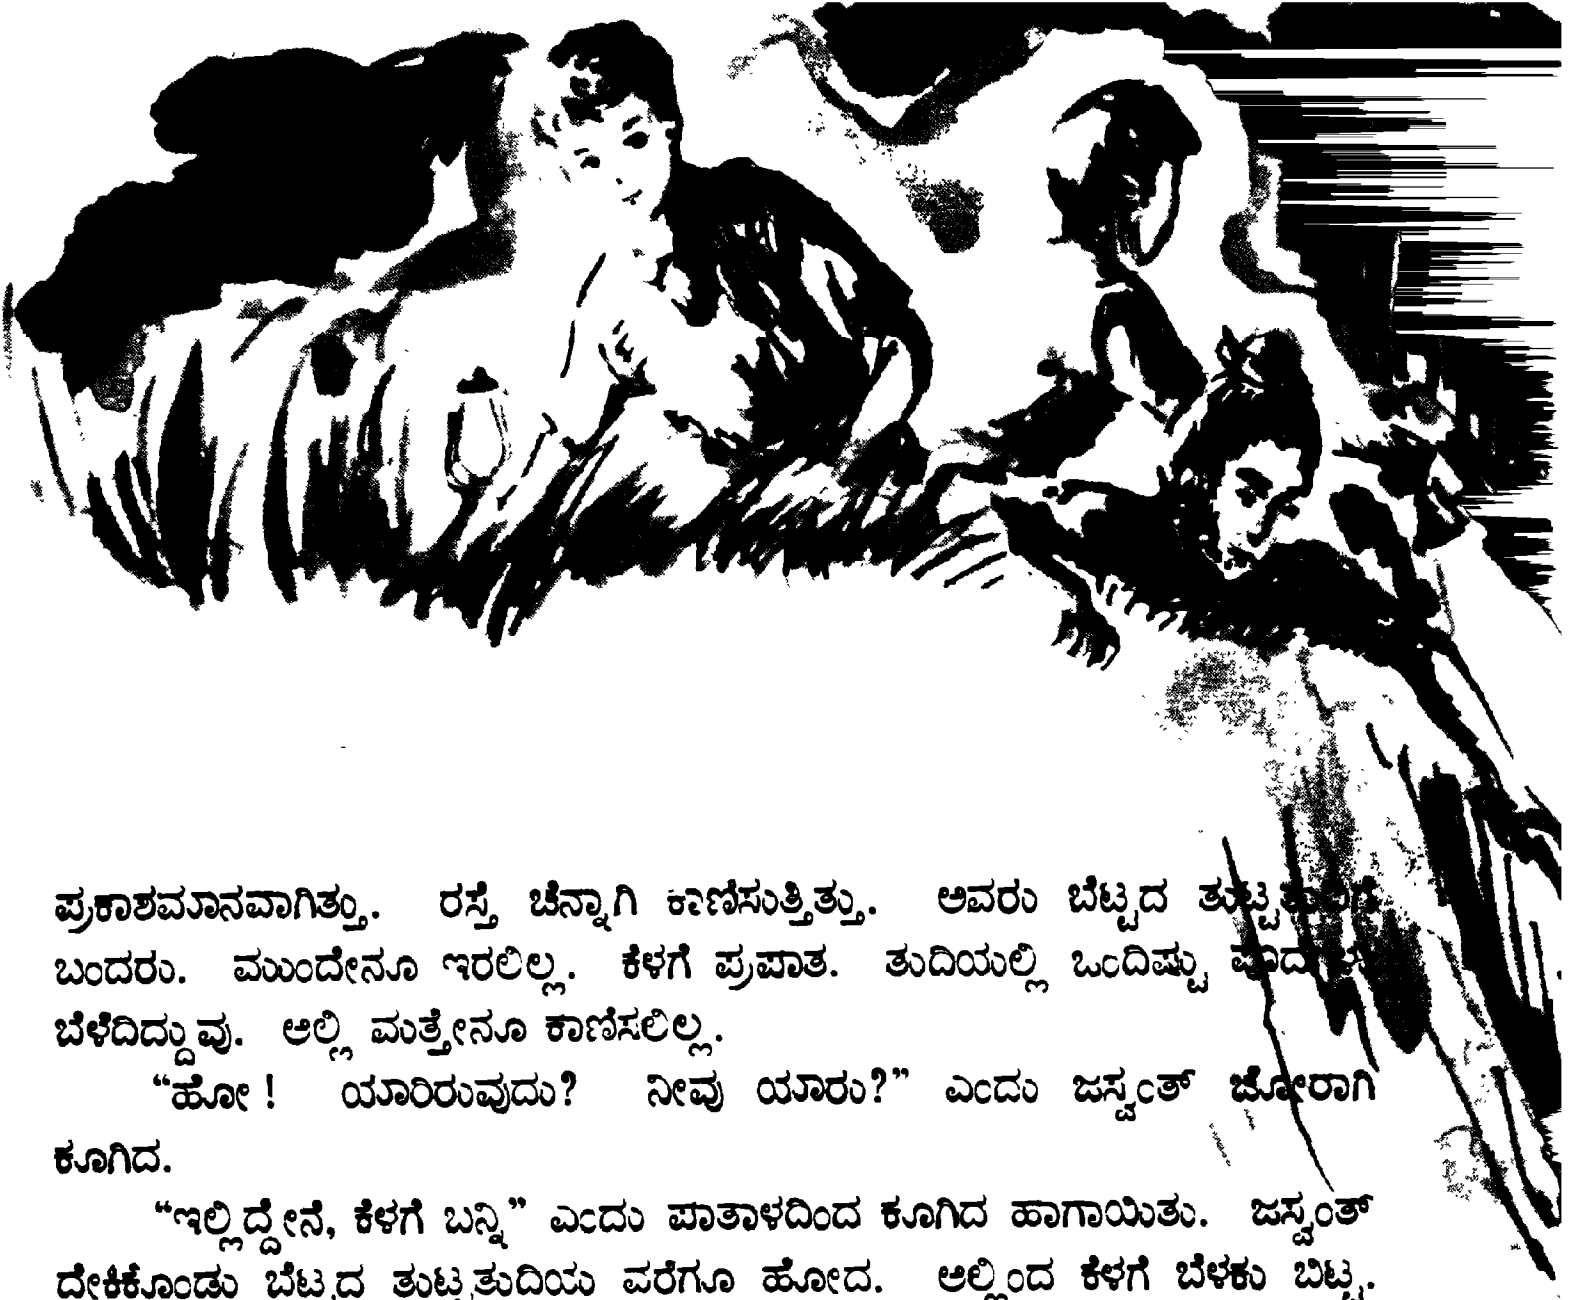 ಪ್ರಕಾಶಮಾನವಾಗಿತ್ತು. ರಸ್ತೆ ಚೆನ್ನಾಗಿ ಕಾಣಿಸುತ್ತಿತ್ತು. ಅವರು ಬೆಟ್ಟದ ತುಟ್ಟತುದಿಗೆ
ಬಂದರು. ಮುಂದೇನೂ ಇರಲಿಲ್ಲ. ಕೆಳಗೆ ಪ್ರಪಾತ. ತುದಿಯಲ್ಲಿ ಒಂದಿಷ್ಟು
ಬೆಳೆದಿದ್ದುವು. ಅಲ್ಲಿ ಮತ್ತೇನೂ ಕಾಣಿಸಲಿಲ್ಲ.
“ಹೋ ! ಯಾರಿರುವುದು? ನೀವು ಯಾರು?” ಎಂದು ಜಸ್ವಂತ್ ಜೋರಾಗಿ
ಕೂಗಿದ.
“ಇಲ್ಲಿದ್ದೇನೆ, ಕೆಳಗೆ ಬನ್ನಿ” ಎಂದು ಪಾತಾಳದಿಂದ ಕೂಗಿದ ಹಾಗಾಯಿತು. ಜಸ್ವಂತ್
ದೇಕಿಕೊಂಡು ಬೆಟ್ಟದ ತುಟ್ಟತುದಿಯ ವರೆಗೂ ಹೋದ. ಅಲ್ಲಿಂದ ಕೆಳಗೆ ಬೆಳಕು ಬಿಟ್ಟ.